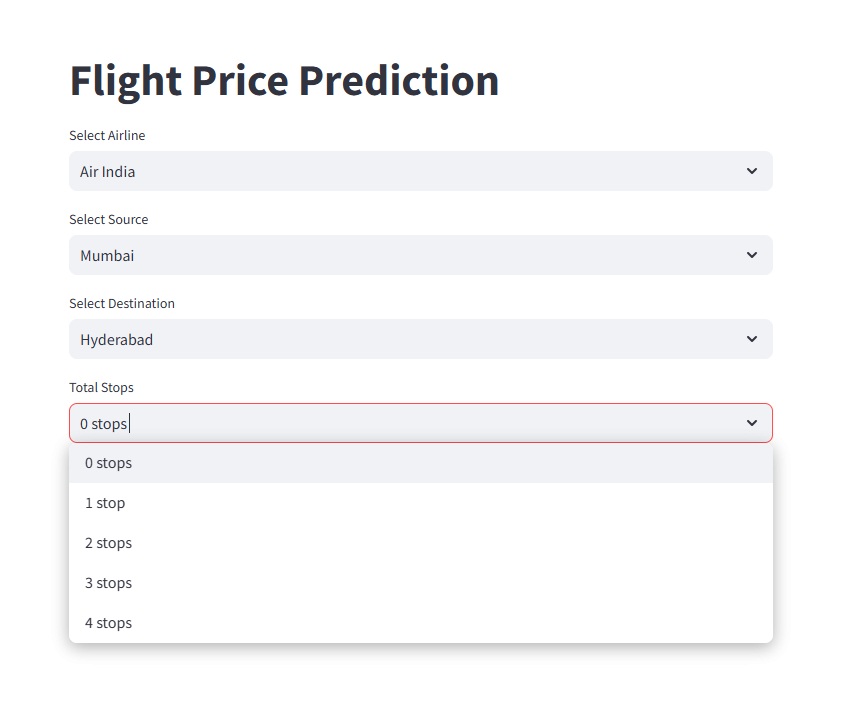 Flight Price Prediction
Select Airline
Air India
Select Source
Mumbai
Select Destination
Hyderabad
Total Stops
0 stops
0 stops
1 stop
2 stops
3 stops
4 stops